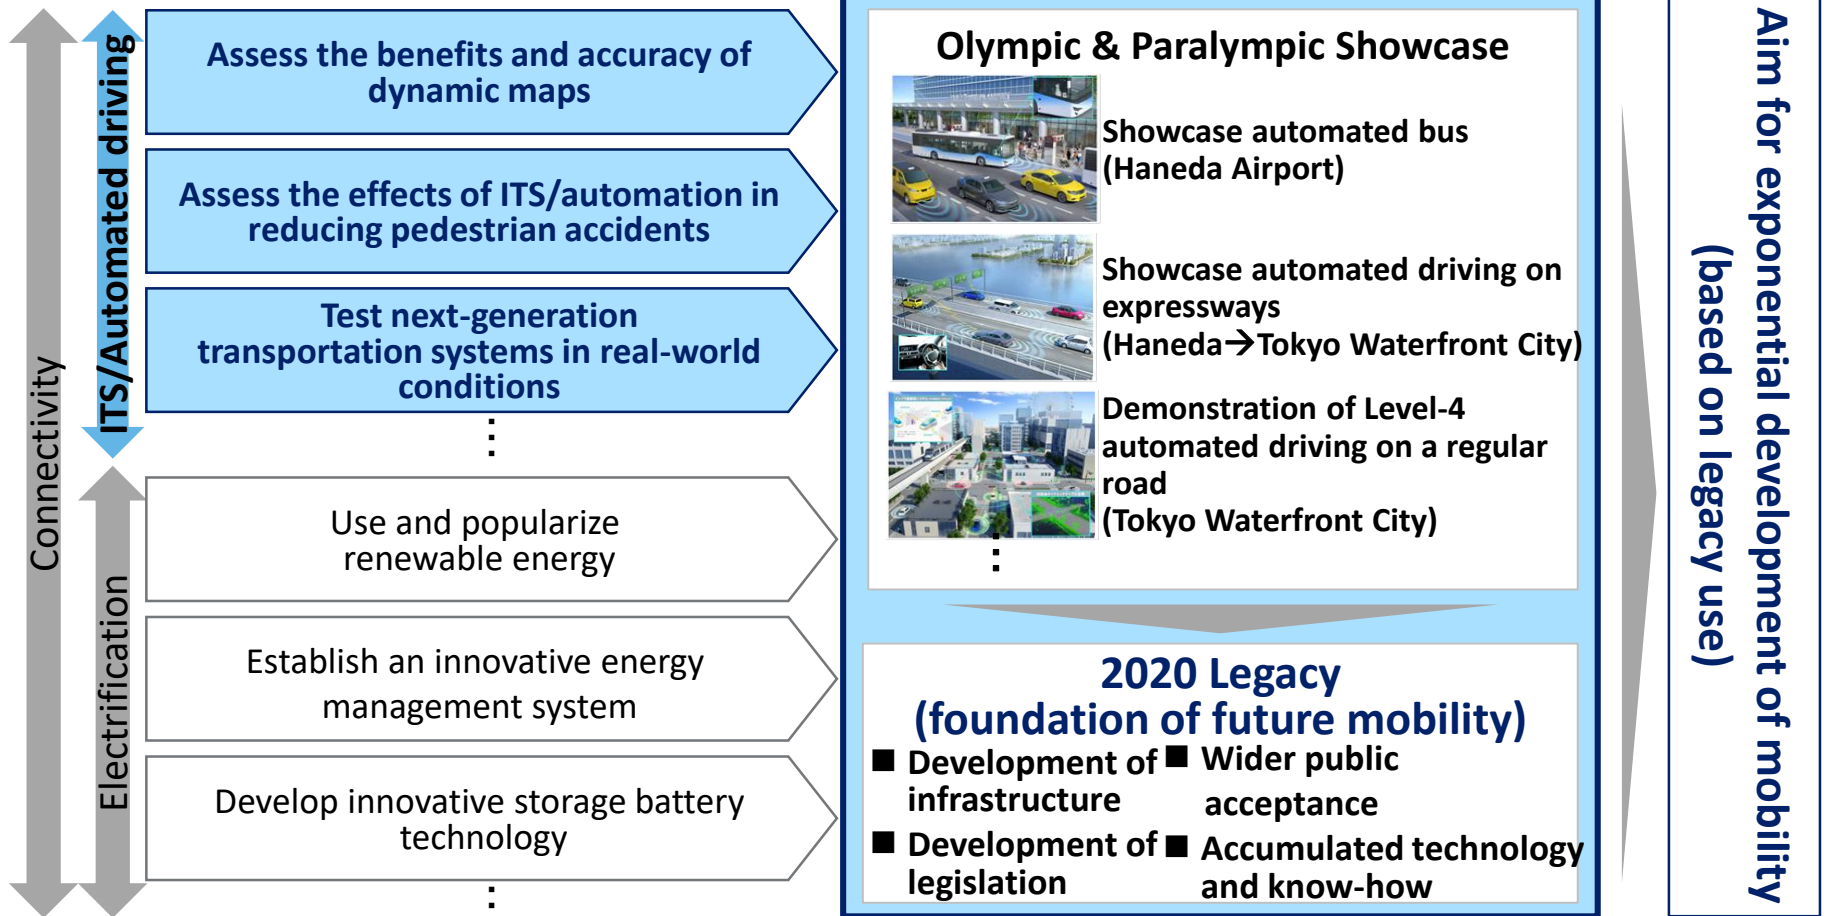 Connectivity
ITS/Automated driving
Electrification
Assess the benefits and accuracy of
dynamic maps
Assess the effects of ITS/automation in
reducing pedestrian accidents
Test next-generation
transportation systems in real-world
conditions
⋮
Use and popularize
renewable energy
Establish an innovative energy
management system
Develop innovative storage battery
technology
⋮
Olympic & Paralympic Showcase
Showcase automated bus
(Haneda Airport)
Showcase automated driving on
expressways
(Haneda→Tokyo Waterfront City)
Demonstration of Level-4
automated driving on a regular
road
(Tokyo Waterfront City)
⋮
2020 Legacy
(foundation of future mobility)
■ Development of
infrastructure
■ Development of
legislation
■ Wider public
acceptance
■ Accumulated technology
and know-how
Aim for exponential development of mobility
(based on legacy use)